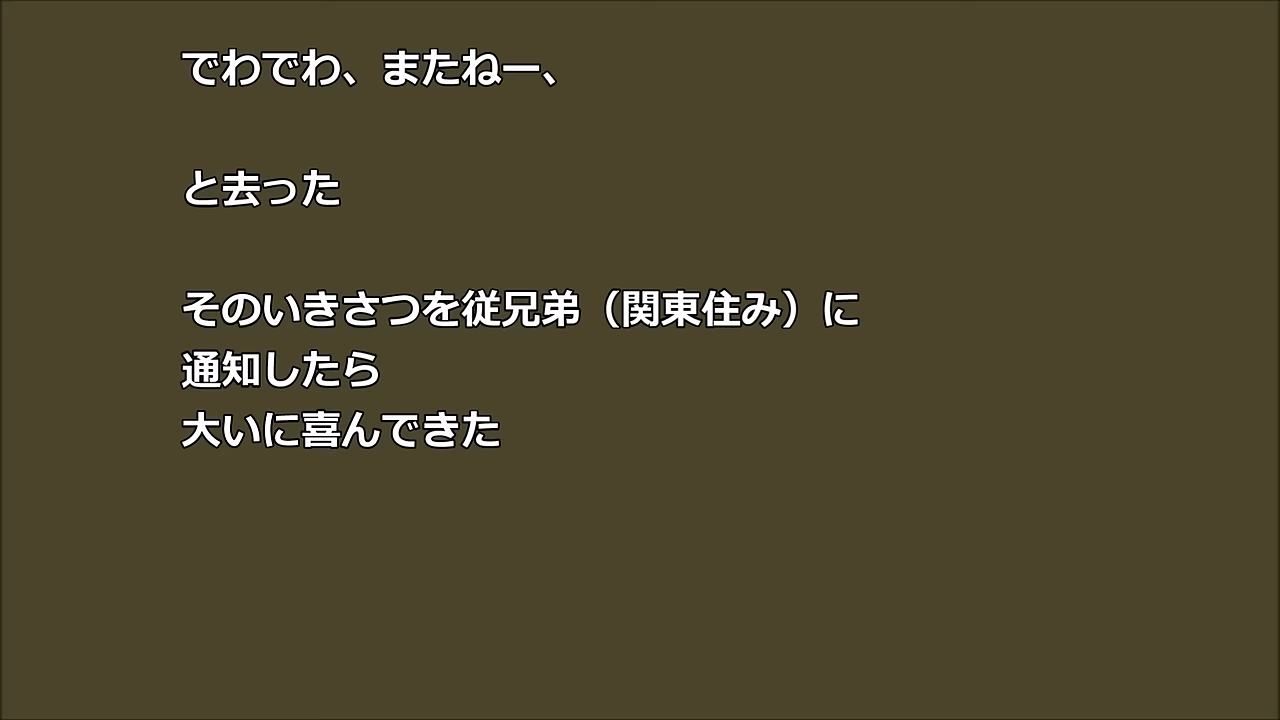 でわでわ、またねー、
と去った
そのいきさつを従兄弟（関東住み）に
通知したら
大いに喜んできた